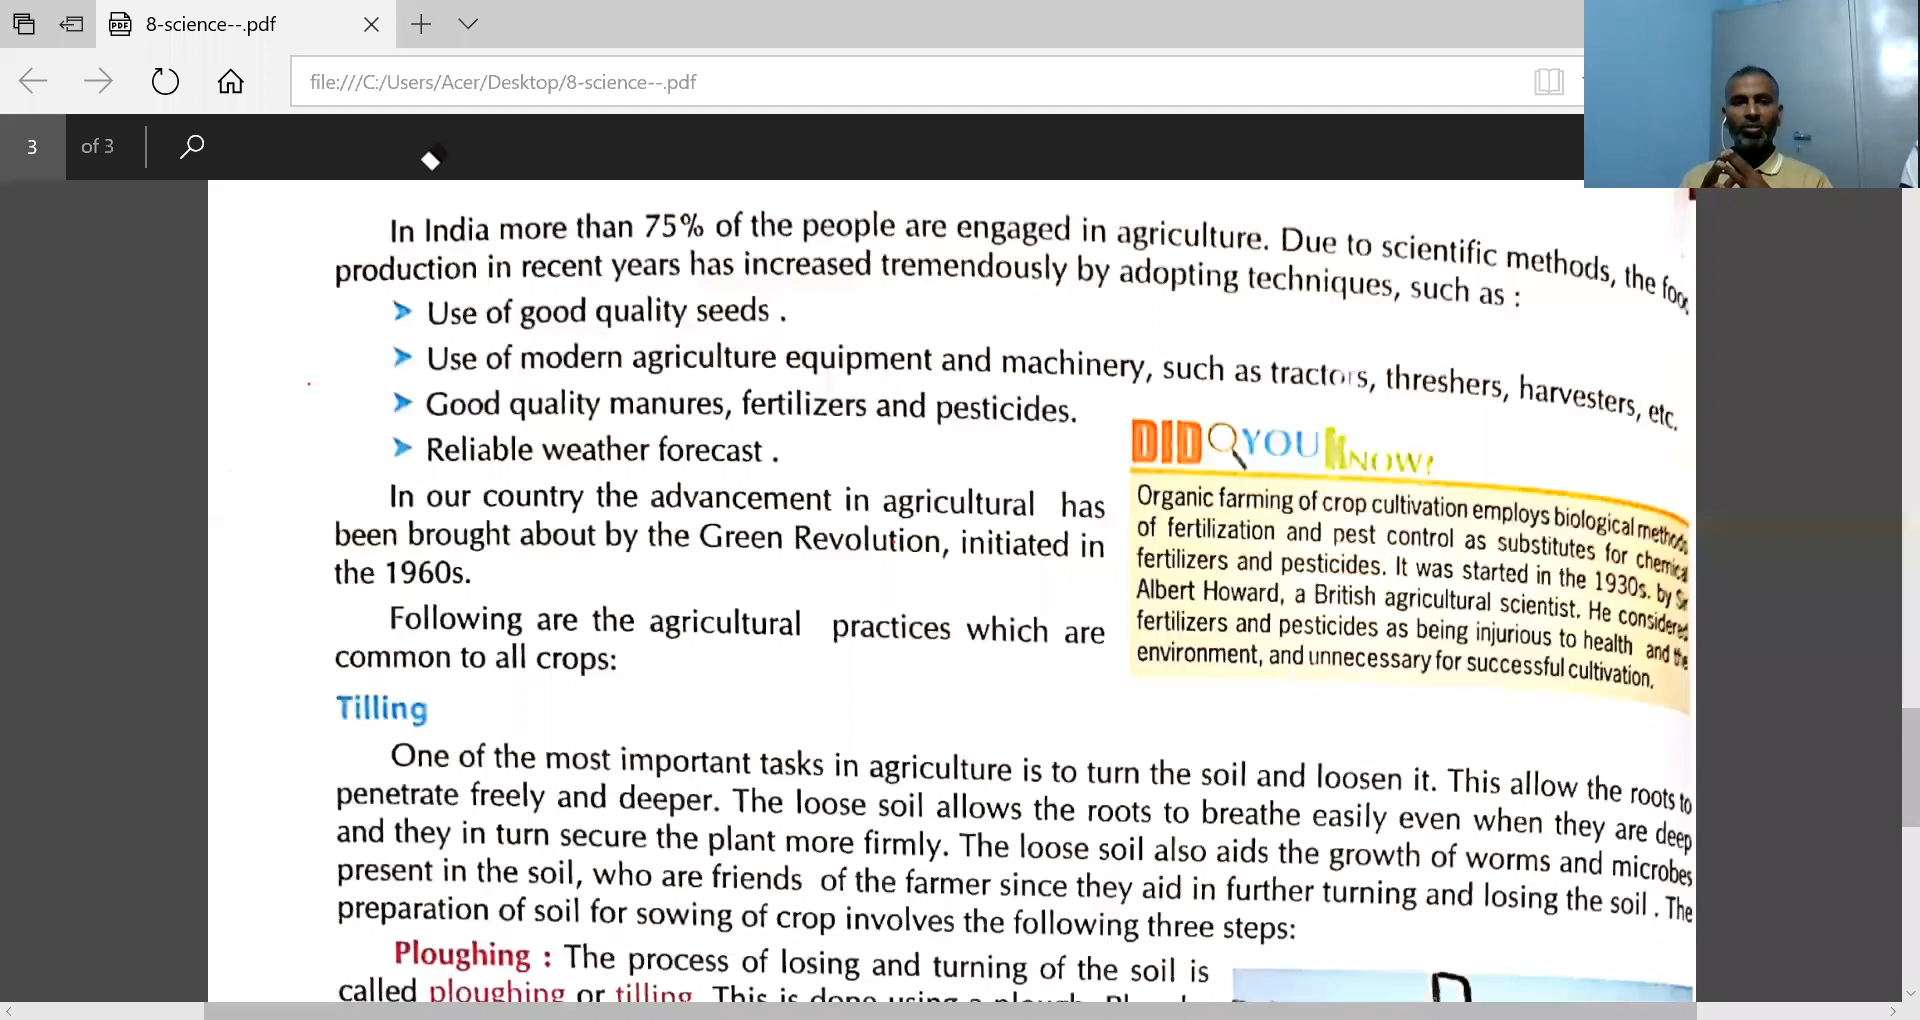 8-science--.pdf
file:///C:/Users/Acer/Desktop/8-science--.pdf
3 of 3
In India more than 75% of the people are engaged in agriculture. Due to scientific methods, the
production in recent years has increased tremendously by adopting techniques, such as :
Use of good quality seeds .
Use of modern agriculture equipment and machinery, such as tractors, threshers, harvesters, etc.
Good quality manures, fertilizers and pesticides.
Reliable weather forecast .
In our country the advancement in agricultural has
been brought about by the Green Revolution, initiated in
the 1960s.
Following are the agricultural practices which are
common to all crops:
DID YOU KNOW?
Organic farming of crop cultivation employs biological methods
of fertilization and pest control as substitutes for chemical
fertilizers and pesticides. It was started in the 1930s. by Sir
Albert Howard, a British agricultural scientist. He considered
fertilizers and pesticides as being injurious to health and the
environment, and unnecessary for successful cultivation.
Tilling
One of the most important tasks in agriculture is to turn the soil and loosen it. This allow the roots to
penetrate freely and deeper. The loose soil allows the roots to breathe easily even when they are deep
and they in turn secure the plant more firmly. The loose soil also aids the growth of worms and microbes
present in the soil, who are friends of the farmer since they aid in further turning and losing the soil . The
preparation of soil for sowing of crop involves the following three steps:
Ploughing : The process of losing and turning of the soil is
called ploughing or tilling. This is done using a plough.